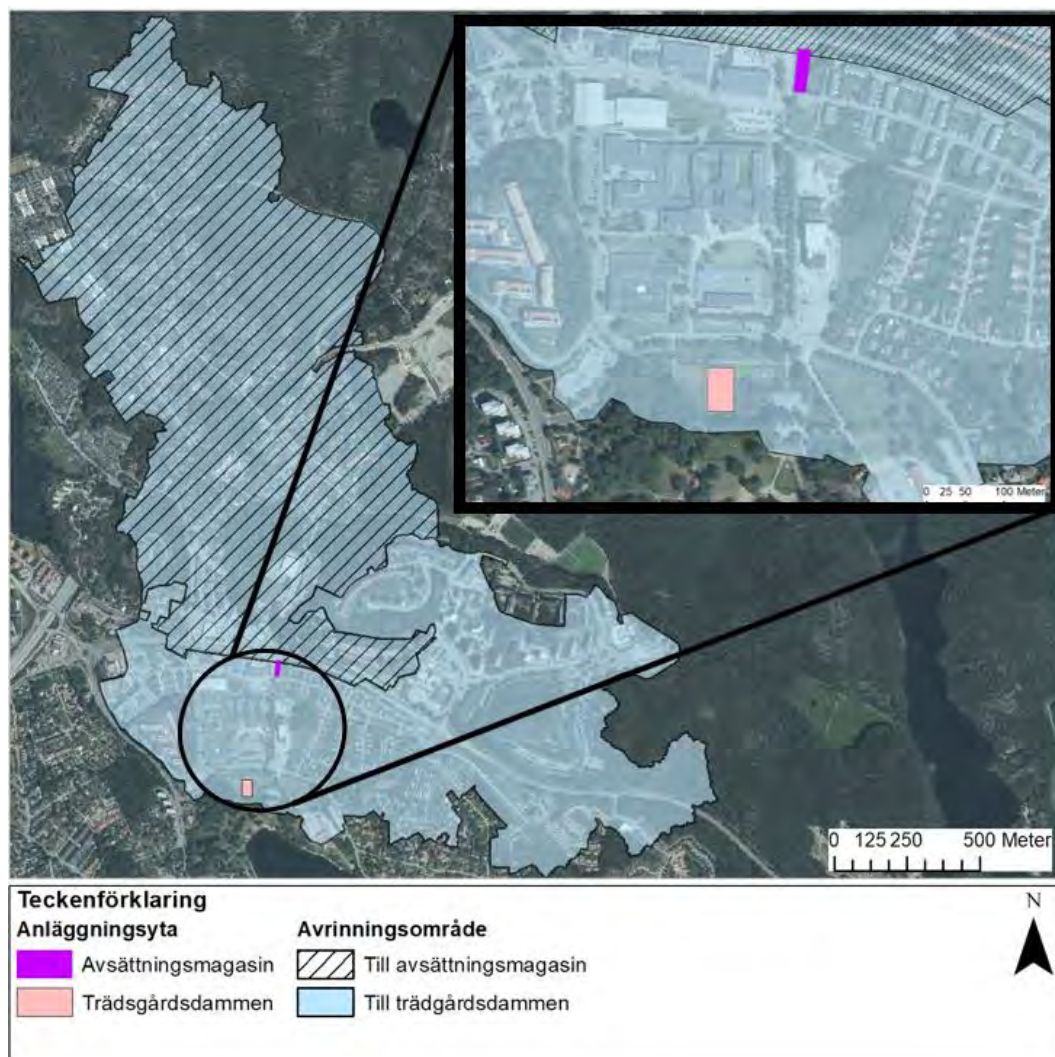 0 25 50 100 Meter
0 125 250 500 Meter
Teckenförklaring
N
Anläggningsyta Avrinningsområde
Avsättningsmagasin Till avsättningsmagasin
Trädsgårdsdammen Till trädgårdsdammen